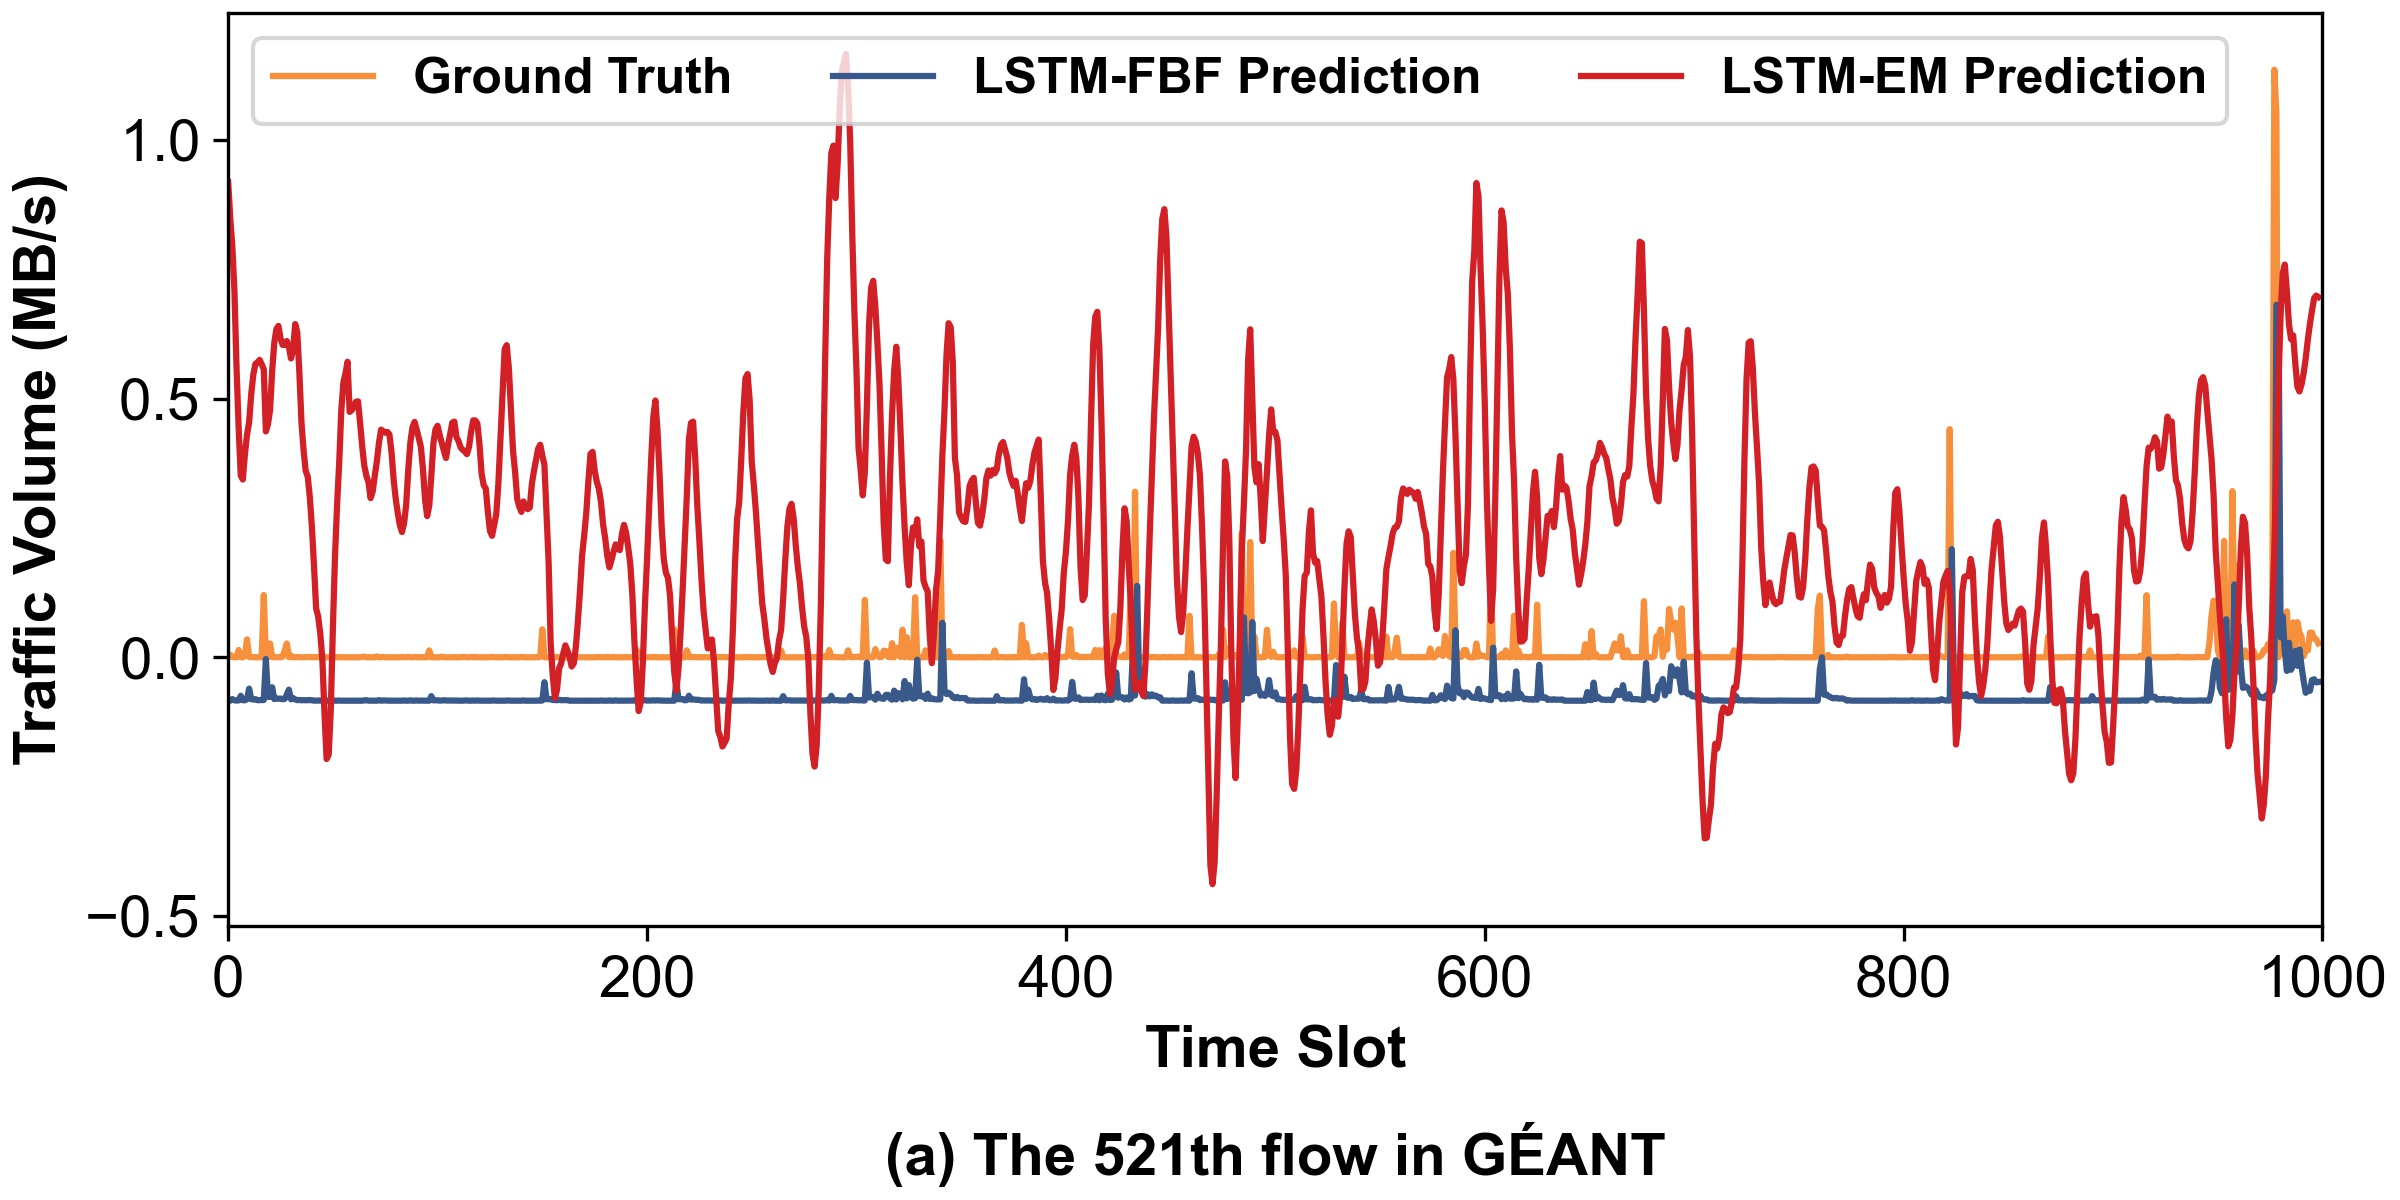 Ground Truth LSTM-FBF Prediction LSTM-EM Prediction
Traffic Volume (MB/s)
1.0
0.5
0.0
−0.5
0 200 400 600 800 1000
Time Slot
(a) The 521th flow in GÉANT